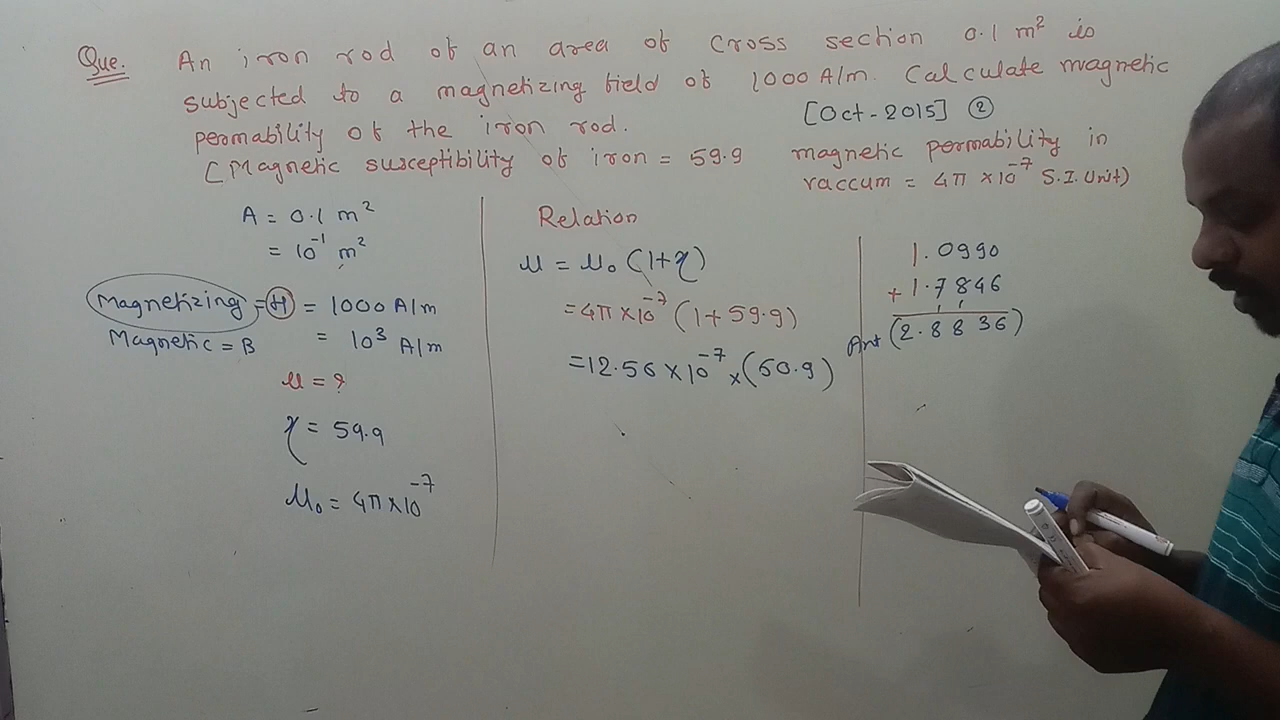 Que. An iron rod of an area of cross section 0.1 m² is
subjected to a magnetizing field of 1000 A/m. Calculate magnetic
permability of the iron rod. [Oct-2015] ②
[Magnetic susceptibility of iron = 59.9 magnetic permability in
vaccum = 4π × 10⁻⁷ S.I. Unit)
A = 0.1 m²
= 10⁻¹ m²
Magnetizing = H = 1000 A/m
Magnetic = B = 10³ A/m
μ = ?
χ = 59.9
μ₀ = 4π × 10⁻⁷
Relation
μ = μ₀ (1+χ)
= 4π × 10⁻⁷ (1 + 59.9)
= 12.56 × 10⁻⁷ × (60.9)
1.0990
+ 1.7846
Ant (2.8836)